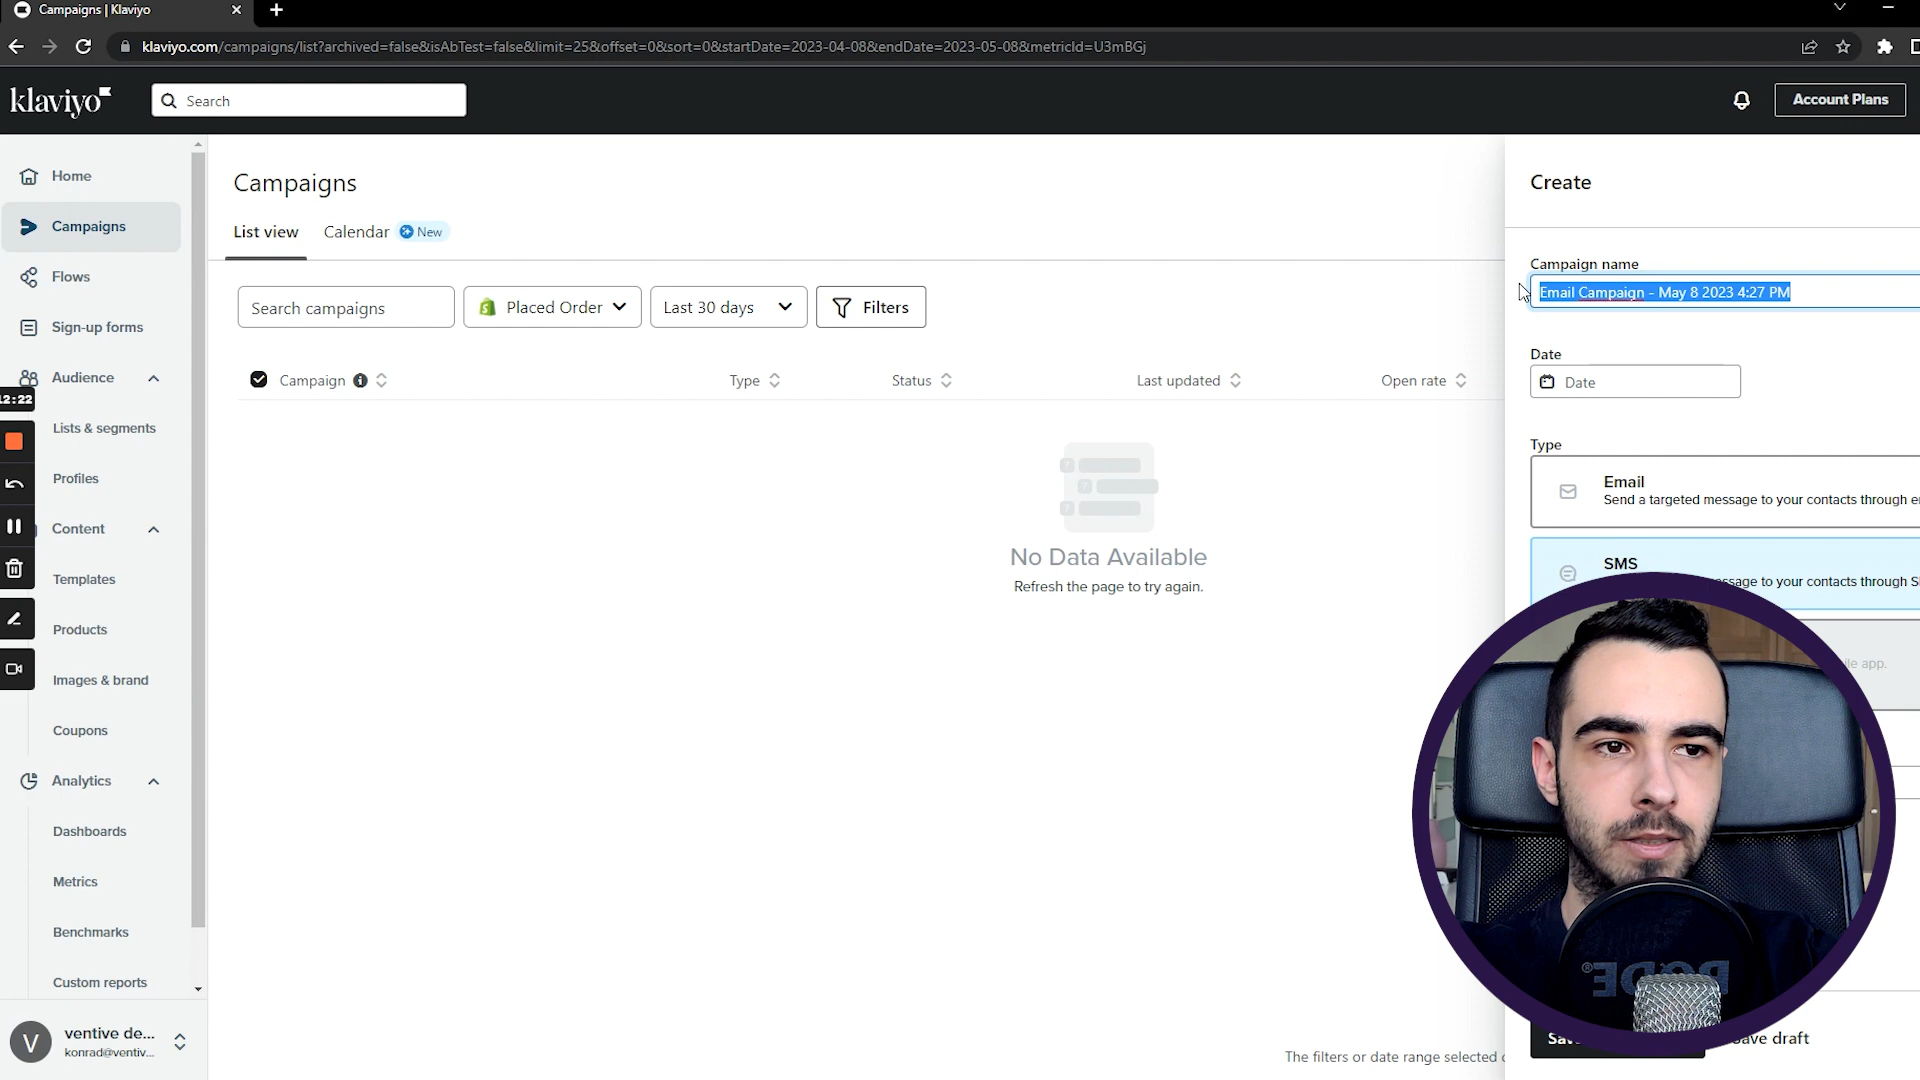 Campaigns | Klaviyo
klaviyo.com/campaigns/list?archived=false&isAbTest=false&limit=25&offset=0&sort=0&startDate=2023-04-08&endDate=2023-05-08&metricId=U3mBGj
klaviyo
Search
Account Plans
Home
Campaigns
Flows
Sign-up forms
Audience
12:22
Lists & segments
Profiles
Content
Templates
Products
Images & brand
Coupons
Analytics
Dashboards
Metrics
Benchmarks
Custom reports
V
ventive de...
konrad@ventiv...
Campaigns
List view
Calendar
New
Search campaigns
Placed Order
Last 30 days
Filters
Campaign
Type
Status
Last updated
Open rate
No Data Available
Refresh the page to try again.
The filters or date range selected
Create
Campaign name
Email Campaign - May 8 2023 4:27 PM
Date
Date
Type
Email
Send a targeted message to your contacts through
SMS
message to your contacts through
app.
RODE
Save draft